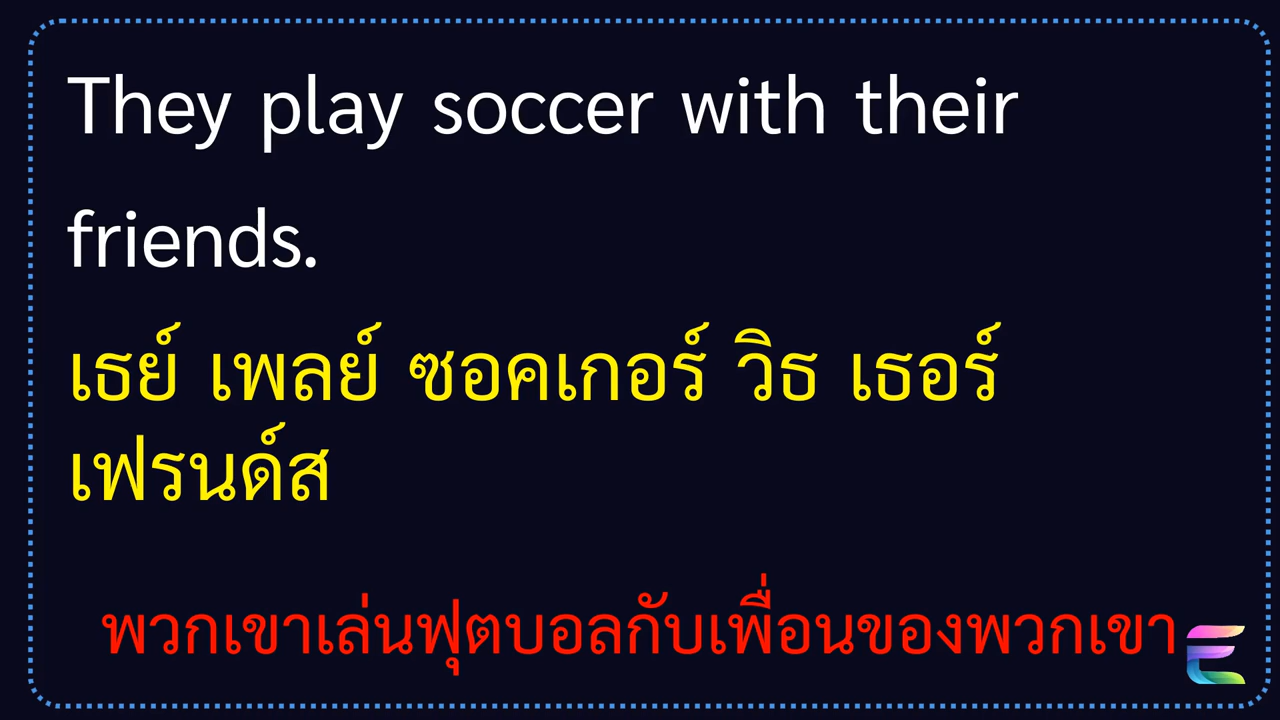 They play soccer with their
friends.
เธย์ เพลย์ ซอคเกอร์ วิธ เธอร์
เฟรนด์ส
พวกเขาเล่นฟุตบอลกับเพื่อนของพวกเขา